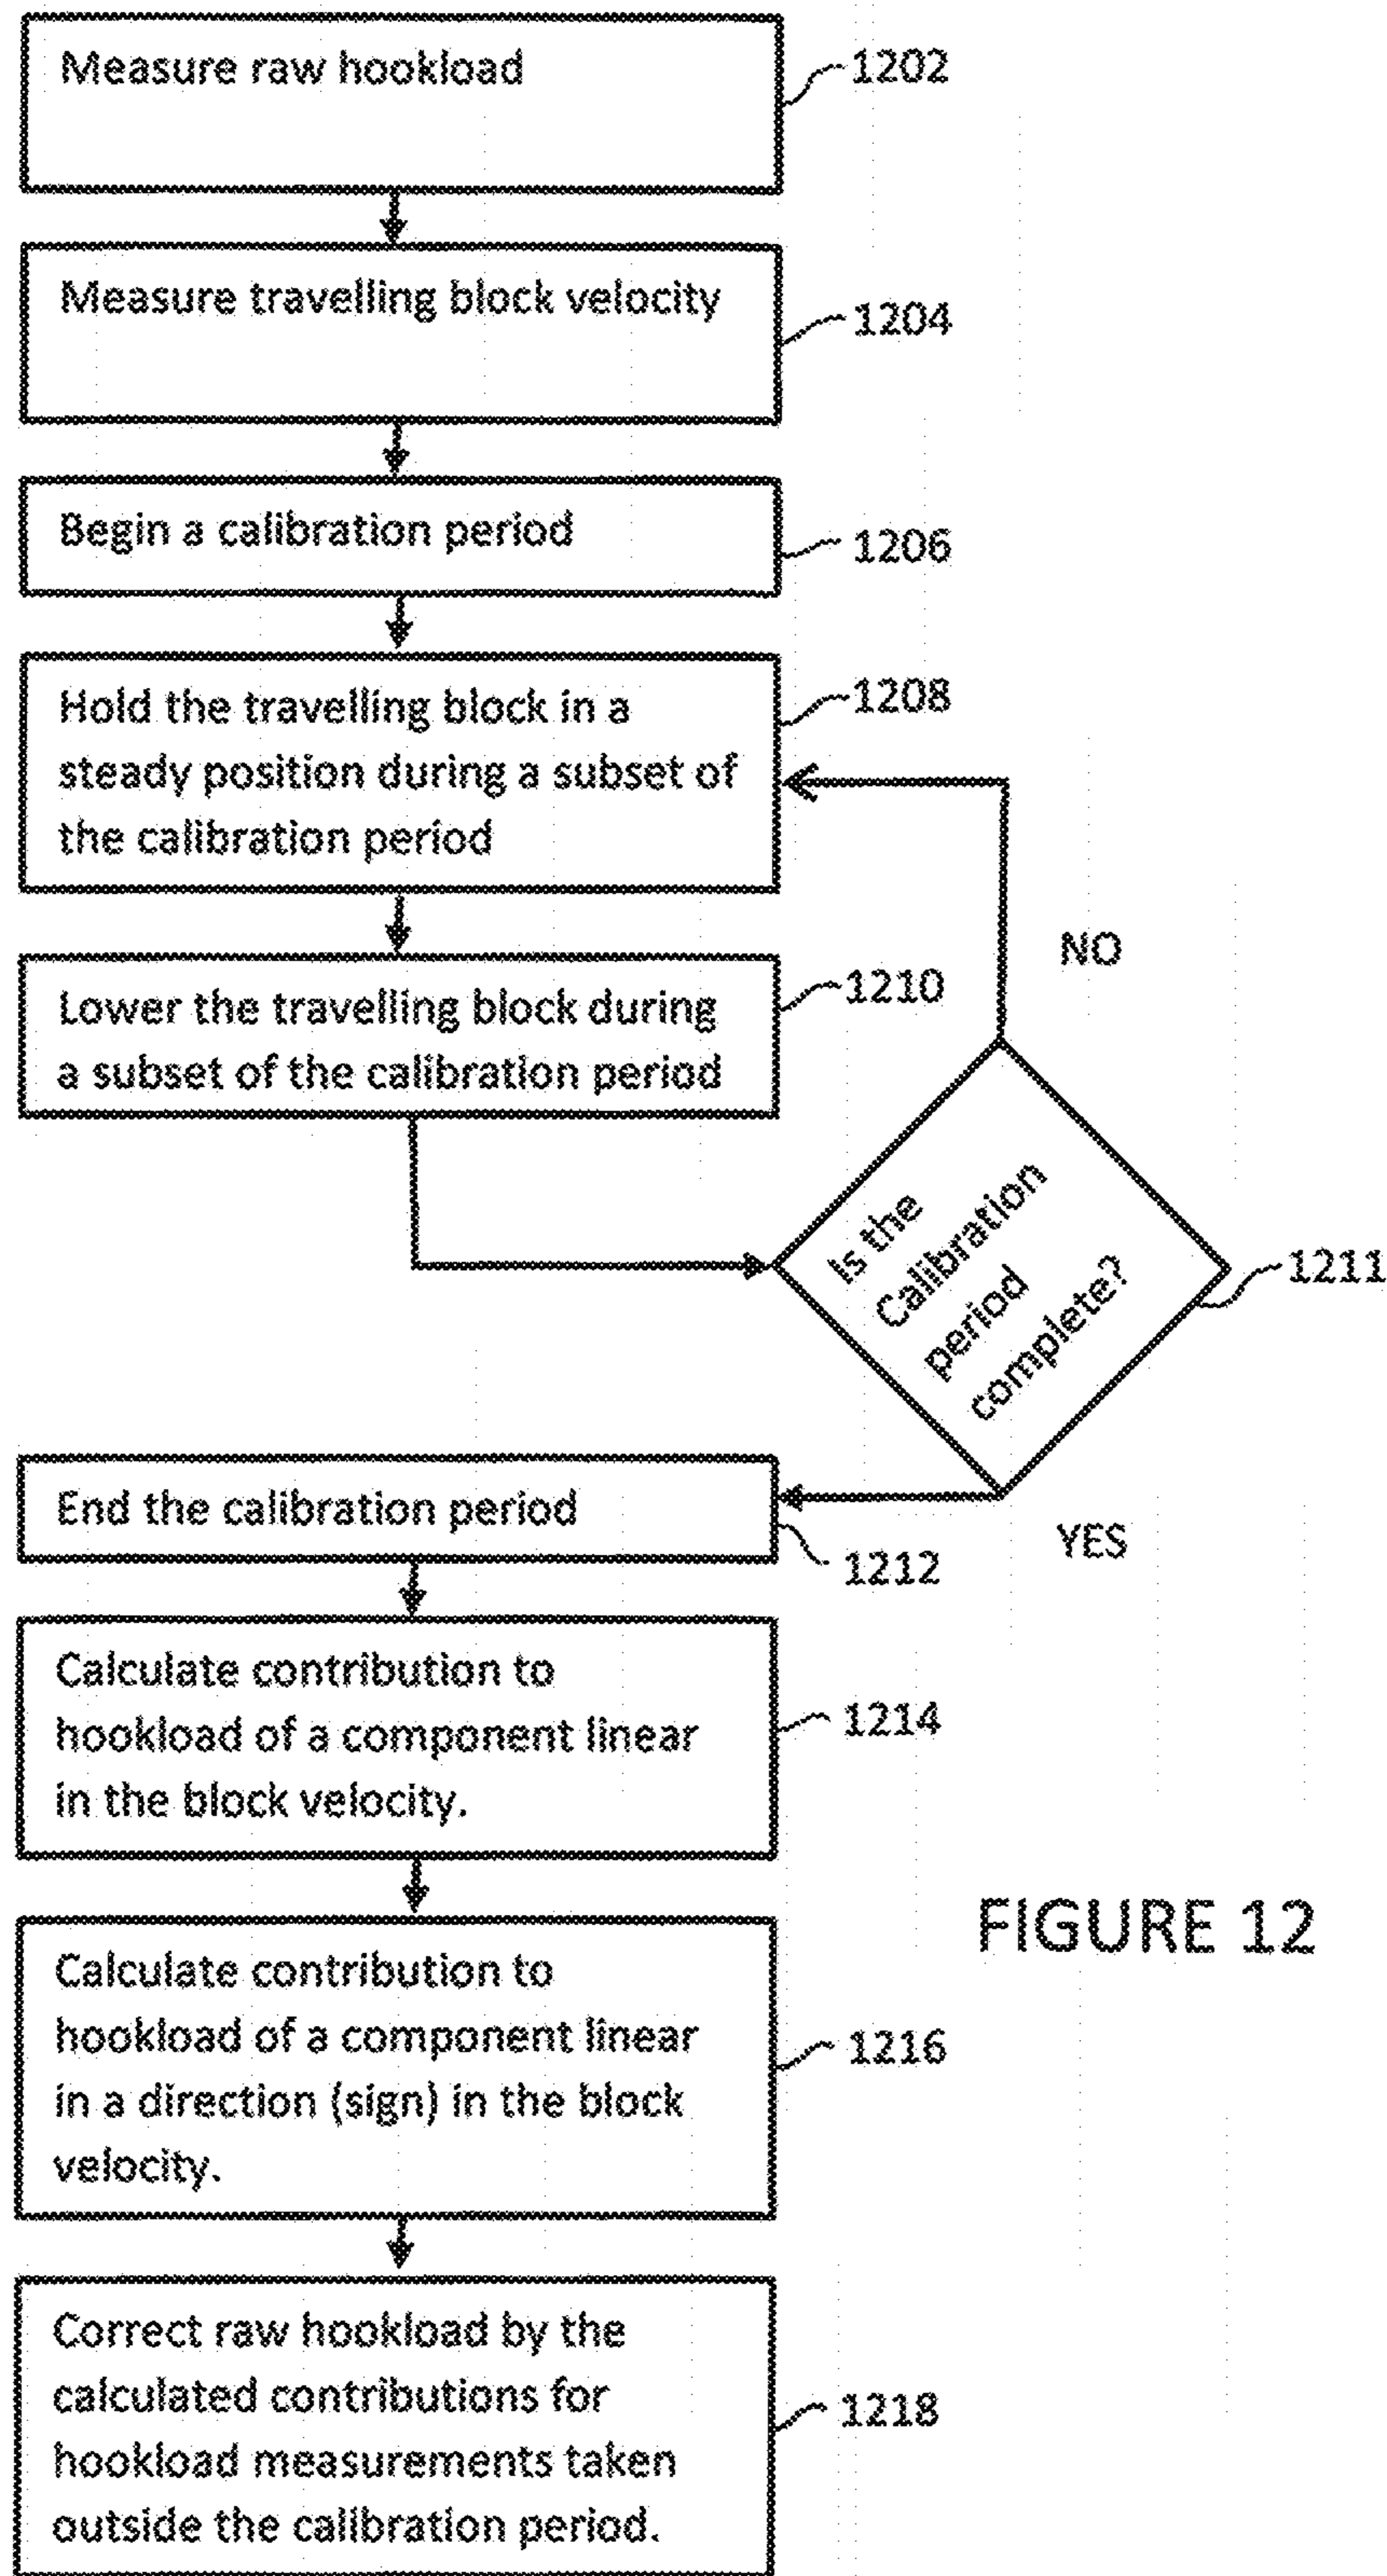 Measure raw hookload
1202
Measure travelling block velocity
1204
Begin a calibration period
1206
Hold the travelling block in a
steady position during a subset of
the calibration period
1208
Lower the travelling block during
a subset of the calibration period
1210
NO
Is the
Calibration
period
complete?
1211
YES
End the calibration period
1212
Calculate contribution to
hookload of a component linear
in the block velocity.
1214
Calculate contribution to
hookload of a component linear
in a direction (sign) in the block
velocity.
1216
Correct raw hookload by the
calculated contributions for
hookload measurements taken
outside the calibration period.
1218
FIGURE 12